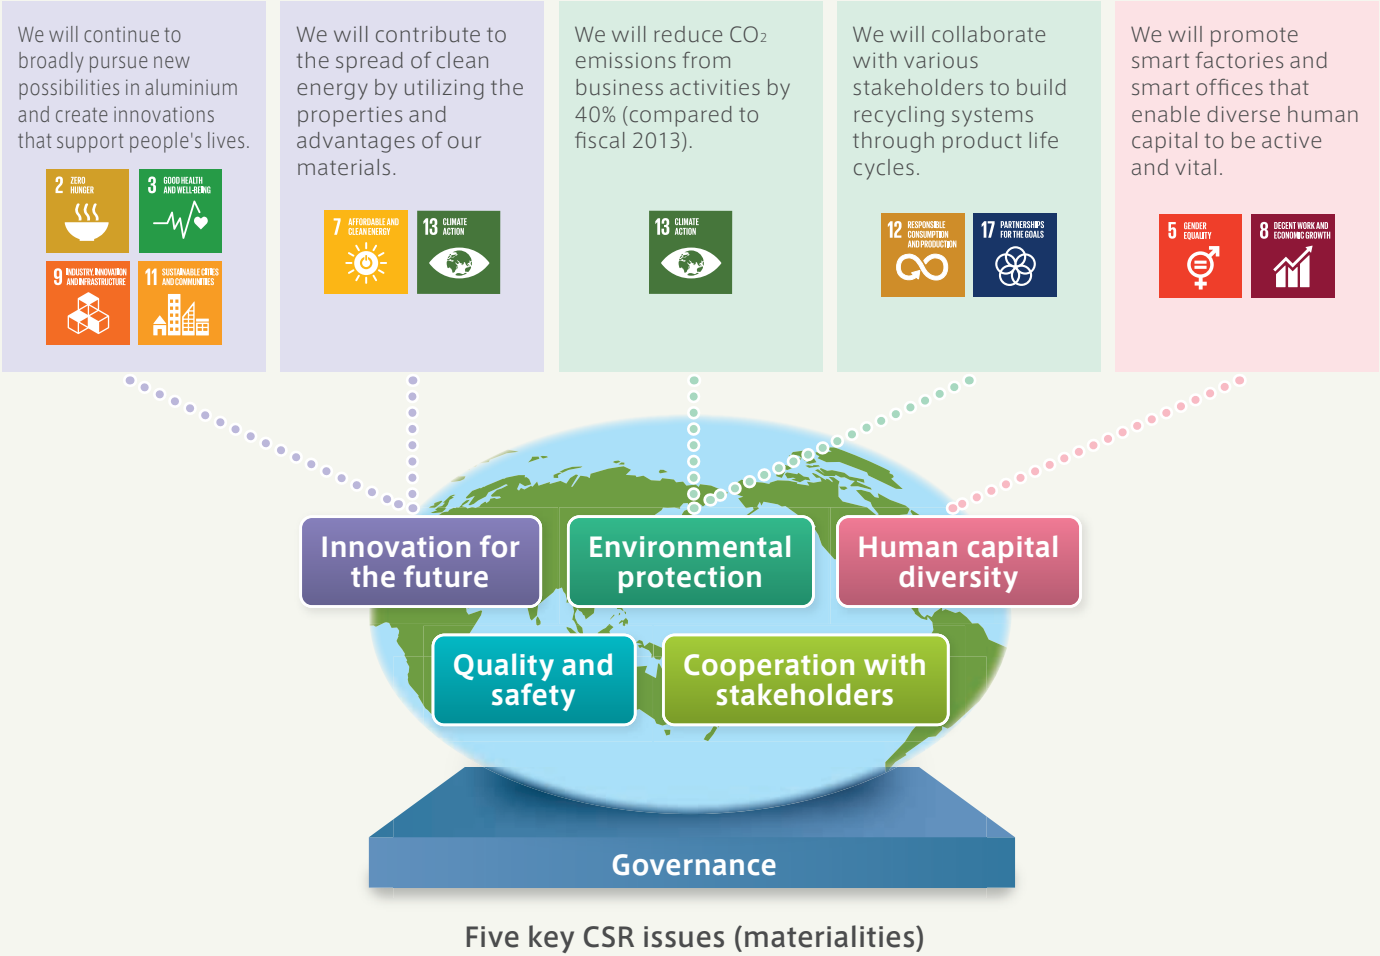 We will continue to
broadly pursue new
possibilities in aluminium
and create innovations
that support people's lives.
2 ZERO
HUNGER
3 GOOD HEALTH
AND WELL-BEING
9 INDUSTRY, INNOVATION
AND INFRASTRUCTURE
11 SUSTAINABLE CITIES
AND COMMUNITIES
We will contribute to
the spread of clean
energy by utilizing the
properties and
advantages of our
materials.
7 AFFORDABLE AND
CLEAN ENERGY
13 CLIMATE
ACTION
We will reduce CO₂
emissions from
business activities by
40% (compared to
fiscal 2013).
13 CLIMATE
ACTION
We will collaborate
with various
stakeholders to build
recycling systems
through product life
cycles.
12 RESPONSIBLE
CONSUMPTION
AND PRODUCTION
17 PARTNERSHIPS
FOR THE GOALS
We will promote
smart factories and
smart offices that
enable diverse human
capital to be active
and vital.
5 GENDER
EQUALITY
8 DECENT WORK AND
ECONOMIC GROWTH
Innovation for
the future
Environmental
protection
Human capital
diversity
Quality and
safety
Cooperation with
stakeholders
Governance
Five key CSR issues (materialities)